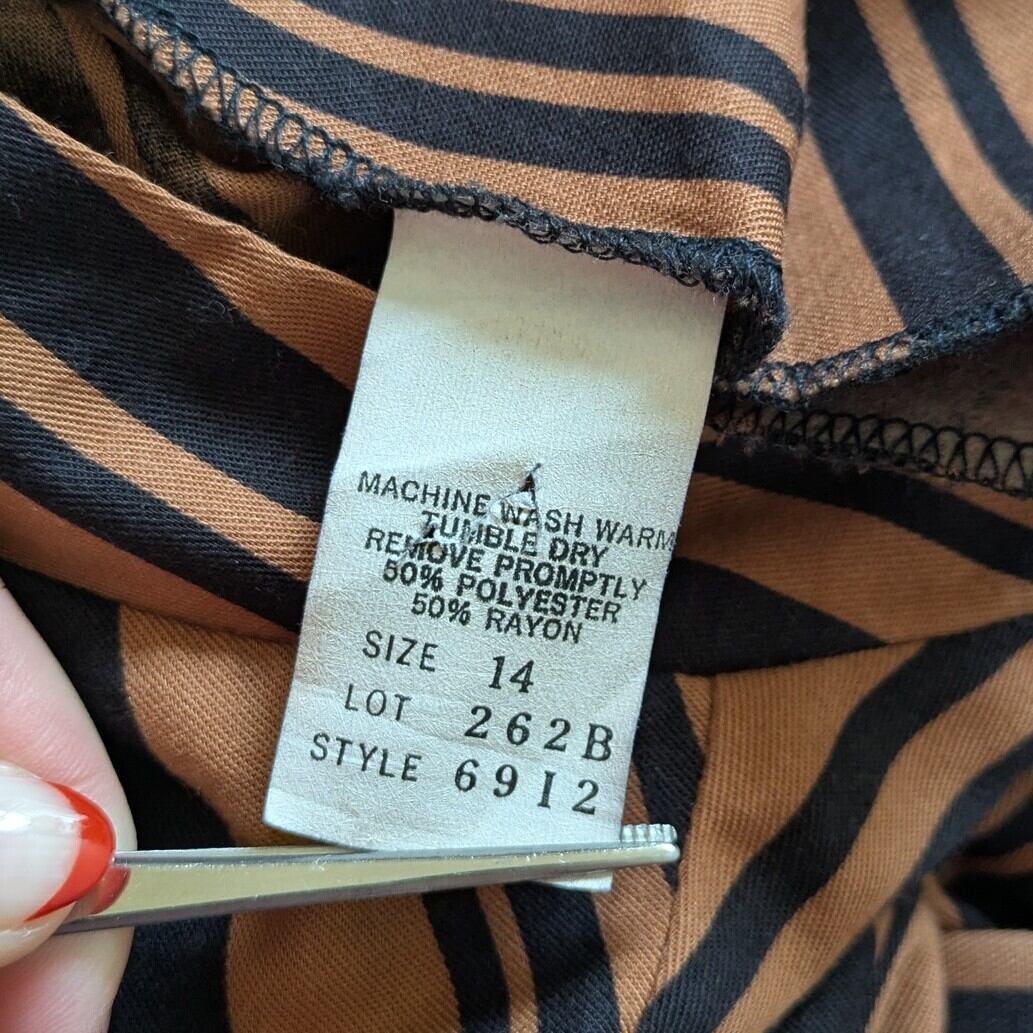 MACHINE WASH WARM
TUMBLE DRY
REMOVE PROMPTLY
50% POLYESTER
50% RAYON
SIZE 14
LOT 262B
STYLE 6912